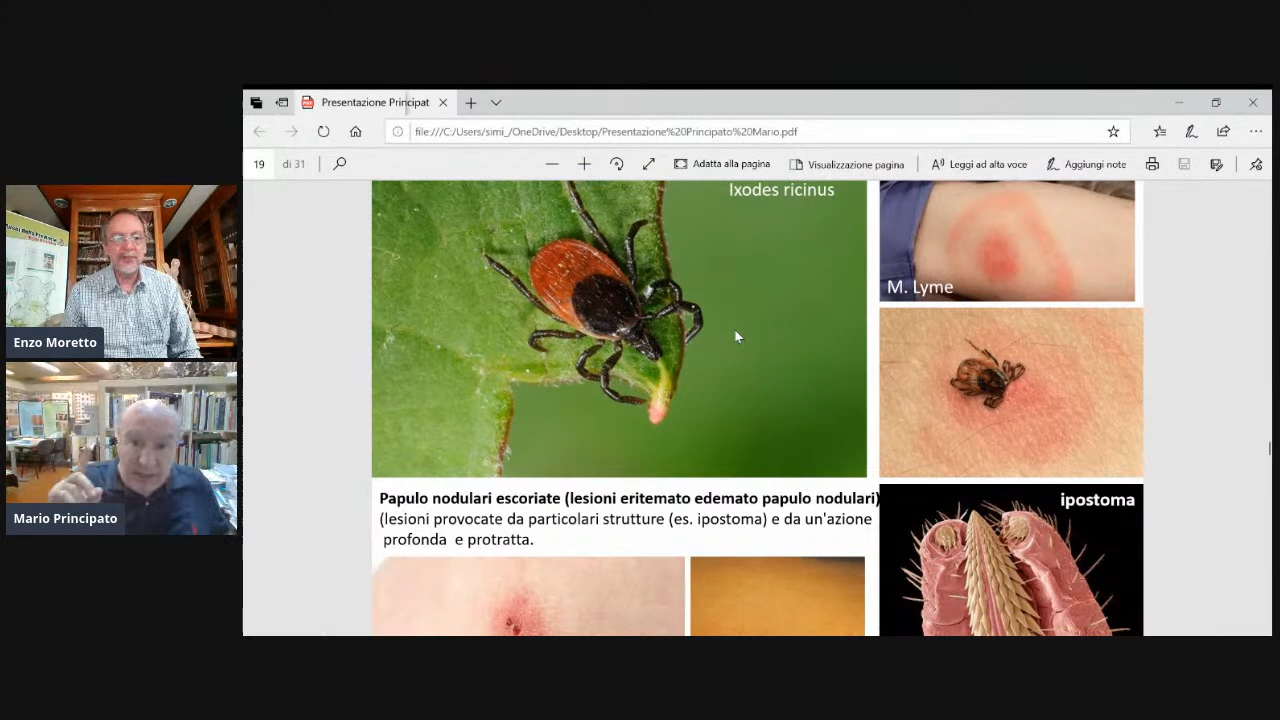 Presentazione Principat
file:///C:/Users/simi_/OneDrive/Desktop/Presentazione%20Principato%20Mario.pdf
19 di 31
Adatta alla pagina
Visualizzazione pagina
Leggi ad alta voce
Aggiungi note
Ixodes ricinus
M. Lyme
Enzo Moretto
Mario Principato
Papulo nodulari escoriate (lesioni eritemato edemato papulo nodulari)
(lesioni provocate da particolari strutture (es. ipostoma) e da un'azione
profonda e protratta.
ipostoma